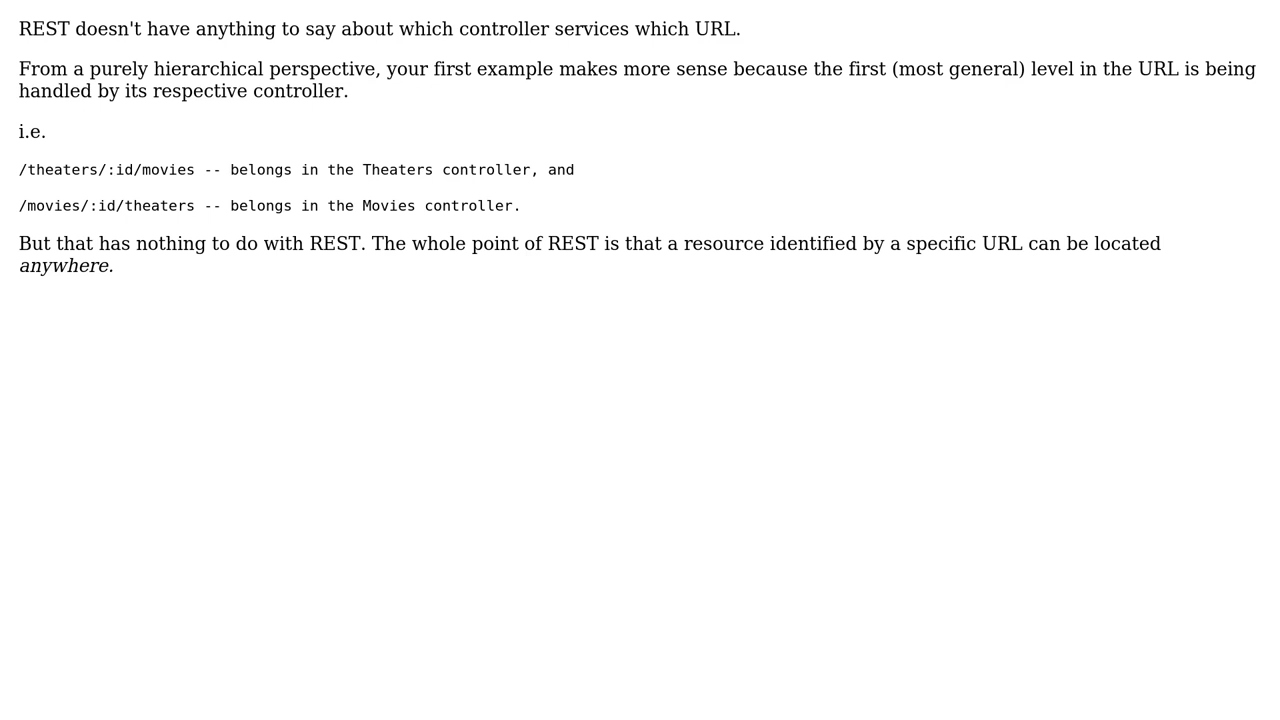 REST doesn't have anything to say about which controller services which URL.
From a purely hierarchical perspective, your first example makes more sense because the first (most general) level in the URL is being
handled by its respective controller.
i.e.
/theaters/:id/movies -- belongs in the Theaters controller, and
/movies/:id/theaters -- belongs in the Movies controller.
But that has nothing to do with REST. The whole point of REST is that a resource identified by a specific URL can be located
anywhere.